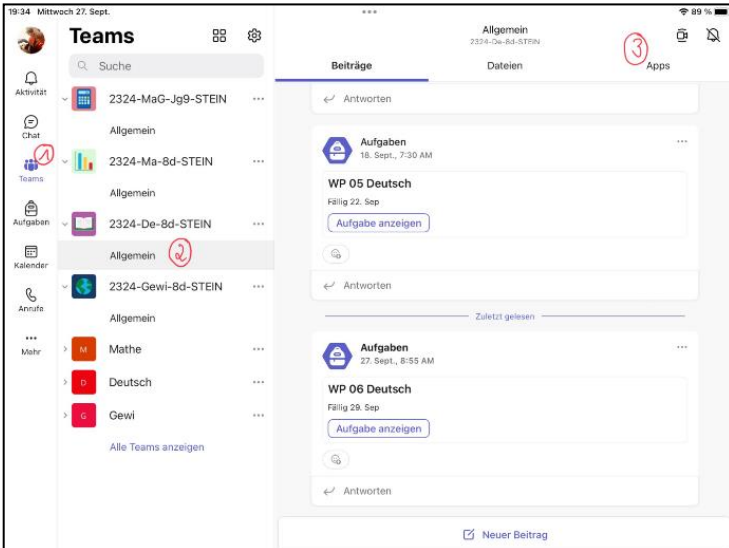 19:34 Mittwoch 27. Sept.
89 %
Teams
Suche
Aktivität
Chat
1
Teams
Aufgaben
Kalender
Anrufe
Mehr
2324-MaG-Jg9-STEIN
Allgemein
2324-Ma-8d-STEIN
Allgemein
2324-De-8d-STEIN
Allgemein
2
2324-Gewi-8d-STEIN
Allgemein
M Mathe
D Deutsch
G Gewi
Alle Teams anzeigen
Allgemein
2324-De-8d-STEIN
3
Beiträge Dateien Apps
Antworten
Aufgaben
18. Sept., 7:30 AM
WP 05 Deutsch
Fällig 22. Sep
Aufgabe anzeigen
Antworten
Zuletzt gelesen
Aufgaben
27. Sept., 8:55 AM
WP 06 Deutsch
Fällig 29. Sep
Aufgabe anzeigen
Antworten
Neuer Beitrag